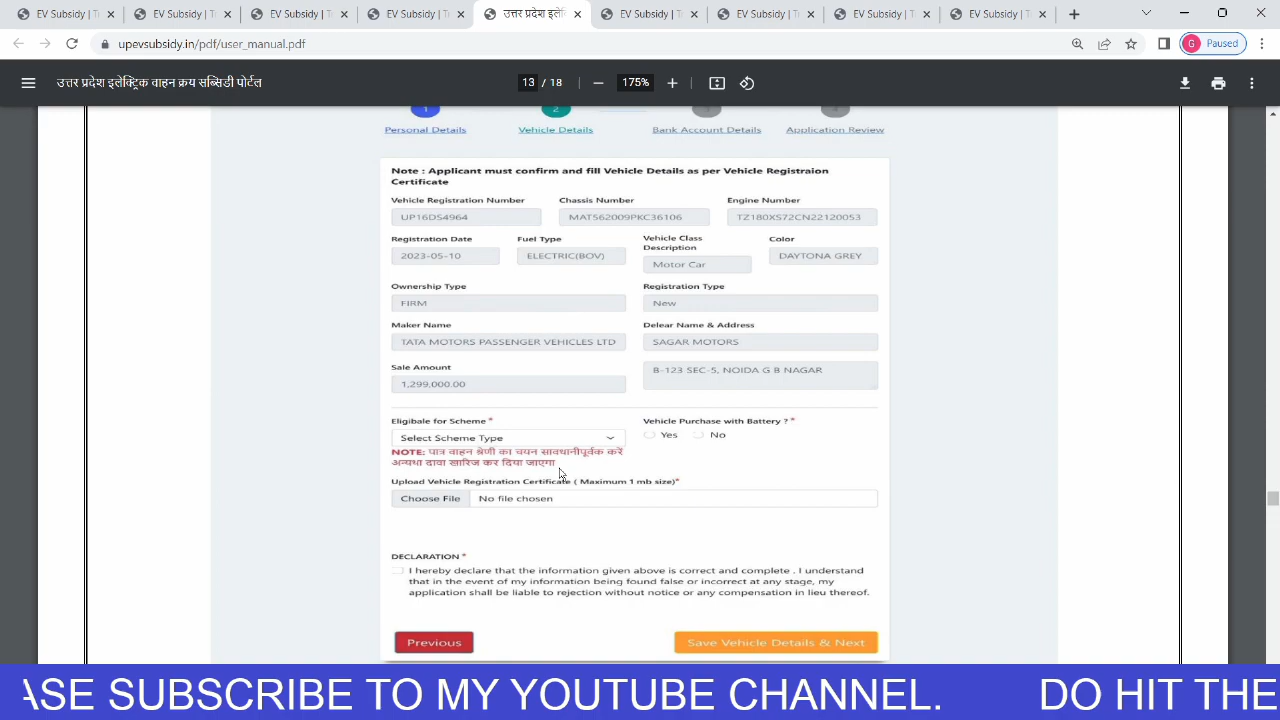 EV Subsidy | T
EV Subsidy | T
EV Subsidy | T
EV Subsidy | T
उत्तर प्रदेश इले
EV Subsidy | T
EV Subsidy | T
EV Subsidy | T
EV Subsidy | T
upevsubsidy.in/pdf/user_manual.pdf
G Paused
उत्तर प्रदेश इलेक्ट्रिक वाहन क्रय सब्सिडी पोर्टल
13 / 18
175%
1
2
Personal Details
Vehicle Details
Bank Account Details
Application Review
Note : Applicant must confirm and fill Vehicle Details as per Vehicle Registraion
Certificate
Vehicle Registration Number
Chassis Number
Engine Number
UP16DS4964
MAT562009PKC36106
TZ180XS72CN22120053
Registration Date
Fuel Type
Vehicle Class
Description
Color
2023-05-10
ELECTRIC(BOV)
Motor Car
DAYTONA GREY
Ownership Type
Registration Type
FIRM
New
Maker Name
Delear Name & Address
TATA MOTORS PASSENGER VEHICLES LTD
SAGAR MOTORS
Sale Amount
B-123 SEC-5, NOIDA G B NAGAR
1,299,000.00
Eligibale for Scheme *
Vehicle Purchase with Battery ? *
Select Scheme Type
Yes
No
NOTE: पात्र वाहन श्रेणी का चयन सावधानीपूर्वक करें
अन्यथा दावा खारिज कर दिया जाएगा
Upload Vehicle Registration Certificate ( Maximum 1 mb size)*
Choose File
No file chosen
DECLARATION *
I hereby declare that the information given above is correct and complete . I understand
that in the event of my information being found false or incorrect at any stage, my
application shall be liable to rejection without notice or any compensation in lieu thereof.
Previous
Save Vehicle Details & Next
ASE SUBSCRIBE TO MY YOUTUBE CHANNEL.
DO HIT THE